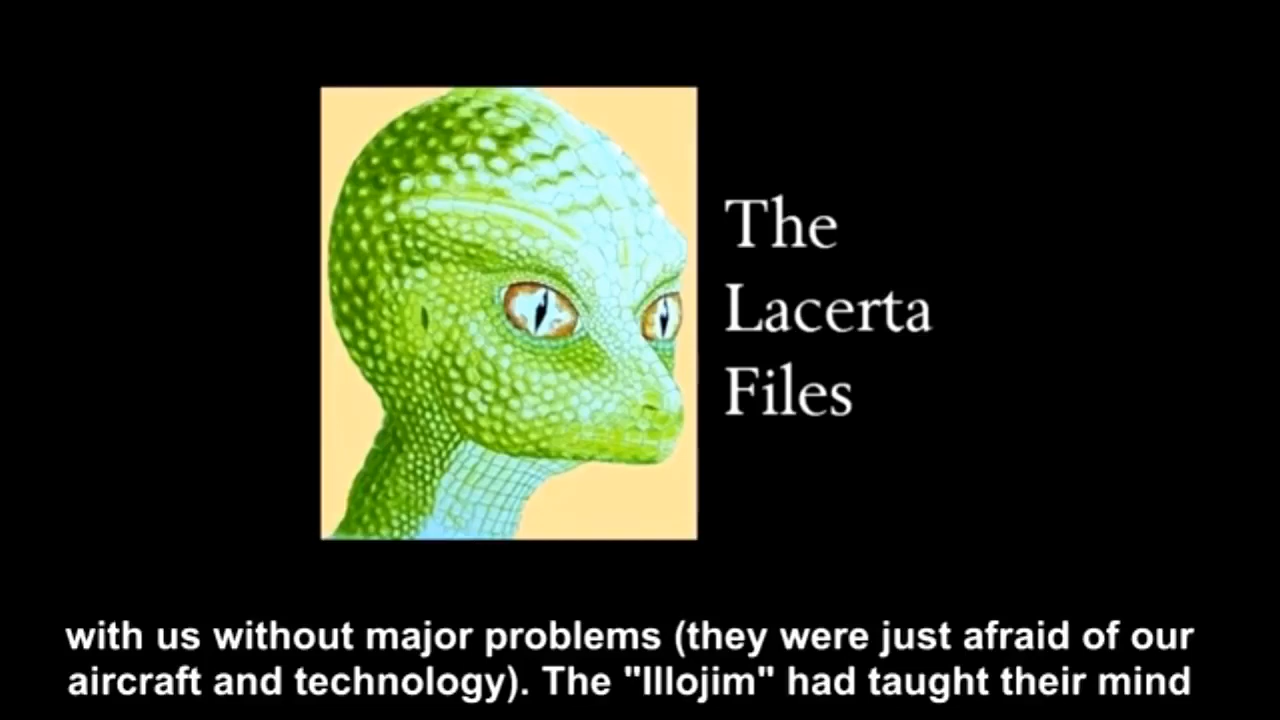 The
Lacerta
Files
with us without major problems (they were just afraid of our
aircraft and technology). The "Illojim" had taught their mind